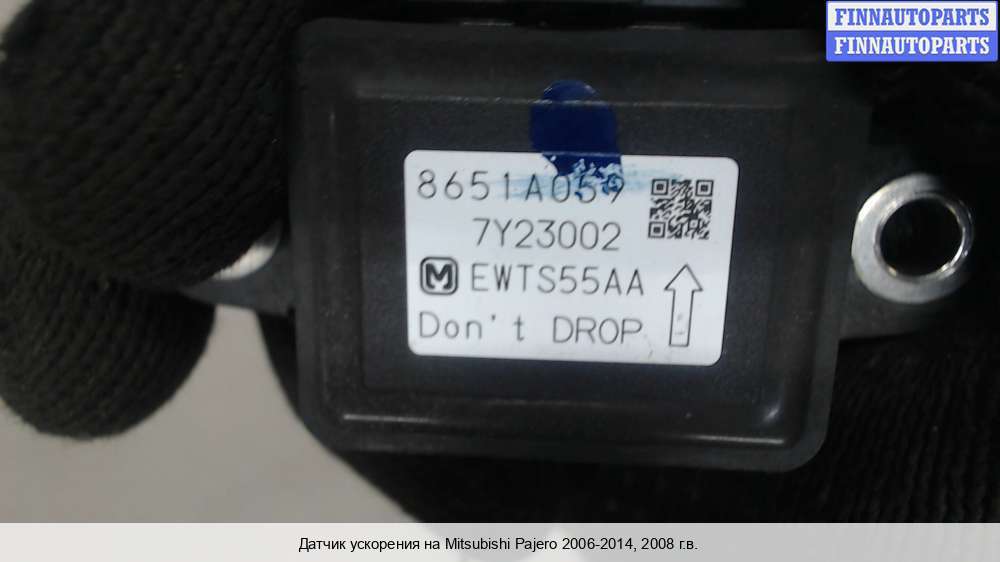 FINNAUTOPARTS
FINNAUTOPARTS
8651A059
7Y23002
M EWTS55AA
Don't DROP
Датчик ускорения на Mitsubishi Pajero 2006-2014, 2008 г.в.